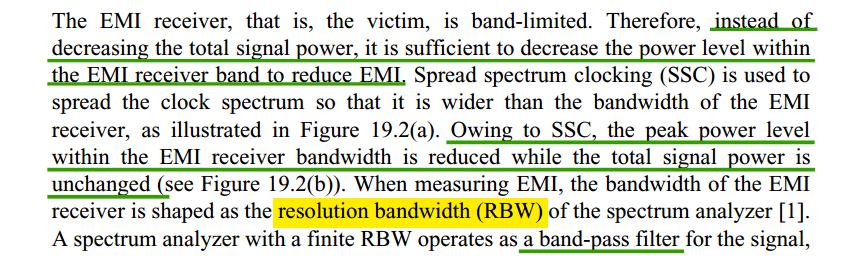 The EMI receiver, that is, the victim, is band-limited. Therefore, instead of
decreasing the total signal power, it is sufficient to decrease the power level within
the EMI receiver band to reduce EMI. Spread spectrum clocking (SSC) is used to
spread the clock spectrum so that it is wider than the bandwidth of the EMI
receiver, as illustrated in Figure 19.2(a). Owing to SSC, the peak power level
within the EMI receiver bandwidth is reduced while the total signal power is
unchanged (see Figure 19.2(b)). When measuring EMI, the bandwidth of the EMI
receiver is shaped as the resolution bandwidth (RBW) of the spectrum analyzer [1].
A spectrum analyzer with a finite RBW operates as a band-pass filter for the signal,